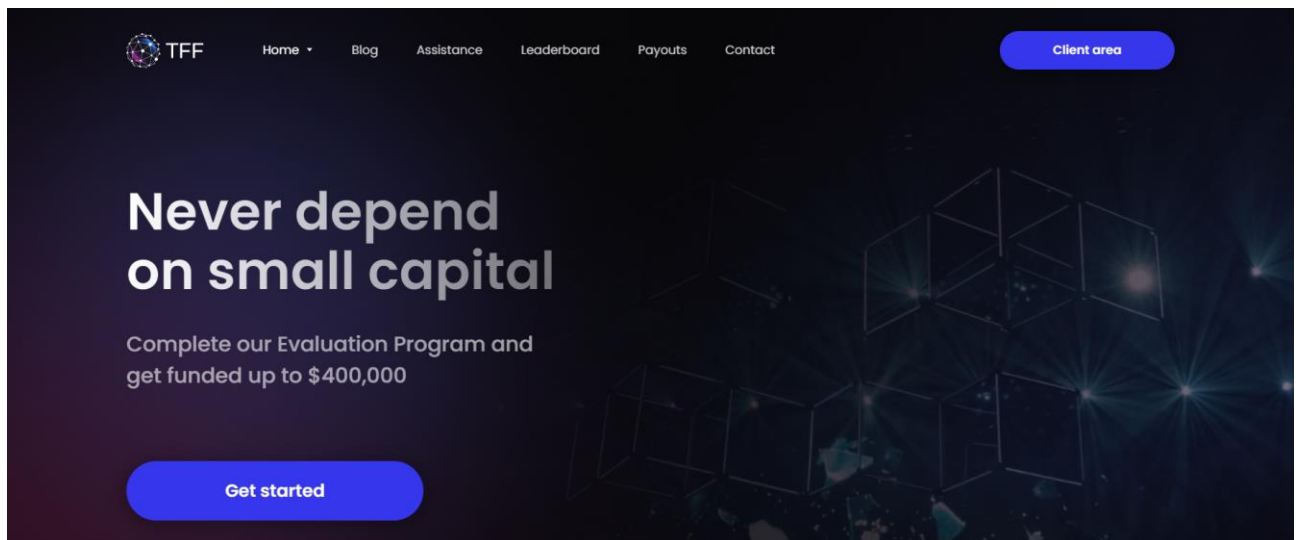 TFF
Home
Blog
Assistance
Leaderboard
Payouts
Contact
Client area
Never depend
on small capital
Complete our Evaluation Program and
get funded up to $400,000
Get started